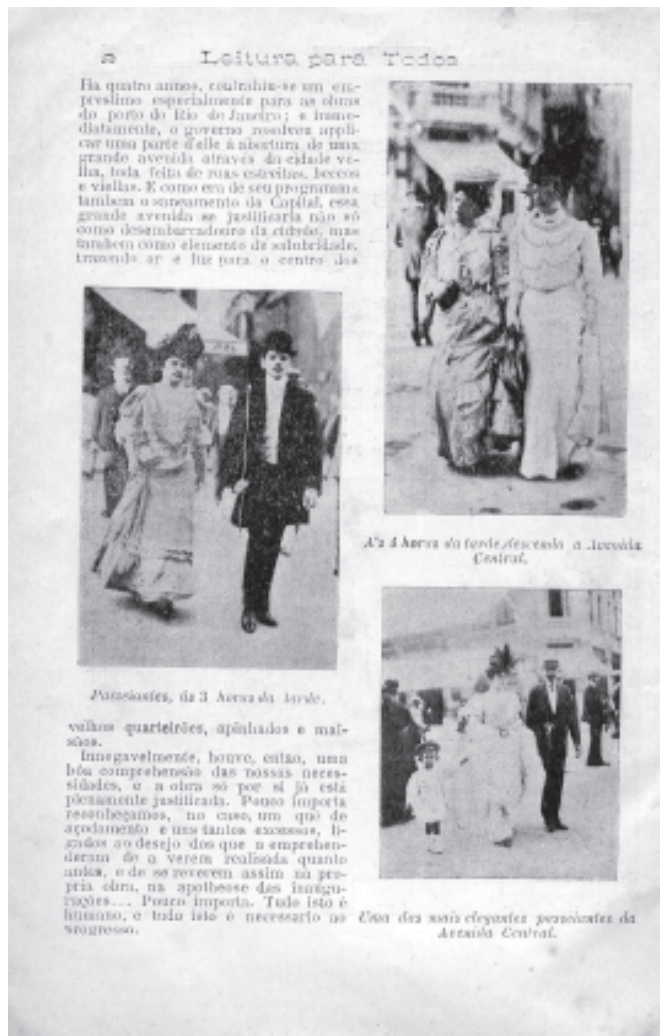 Leitura para Todos
Ha quatro annos, contrahiu-se um em-
prestimo especialmente para as obras
do porto do Rio de Janeiro; e imme-
diatamente, o governo resolveu appli-
car uma parte d'elle á abertura de uma
grande avenida através da cidade ve-
lha, toda feita de ruas estreitas, beccos
e viellas. E como era de seu programma
tambem o saneamento da Capital, essa
grande avenida se justificaria não só
como desembarcadouro da cidade, mas
tambem como elemento de salubridade,
trazendo ar e luz para o centro dos
A's 4 horas da tarde, descendo a Avenida
Central.
Passeiantes, ás 3 horas da tarde.
velhos quarteirões, apinhados e mal-
sãos.
Innegavelmente, houve, então, uma
bôa comprehensão das nossas neces-
sidades, e a obra só por si já está
plenamente justificada. Pouco importa
reconheçamos, no caso, um quê de
açodamento e uns tantos excessos, li-
gados ao desejo dos que a emprehen-
deram de a verem realisada quanto
antes, e de se reverem assim na pro-
pria obra, na apotheose das inaugu-
rações... Pouco importa. Tudo isto é
humano, e tudo isto é necessario ao
progresso.
Uma das mais elegantes passeiantes da
Avenida Central.